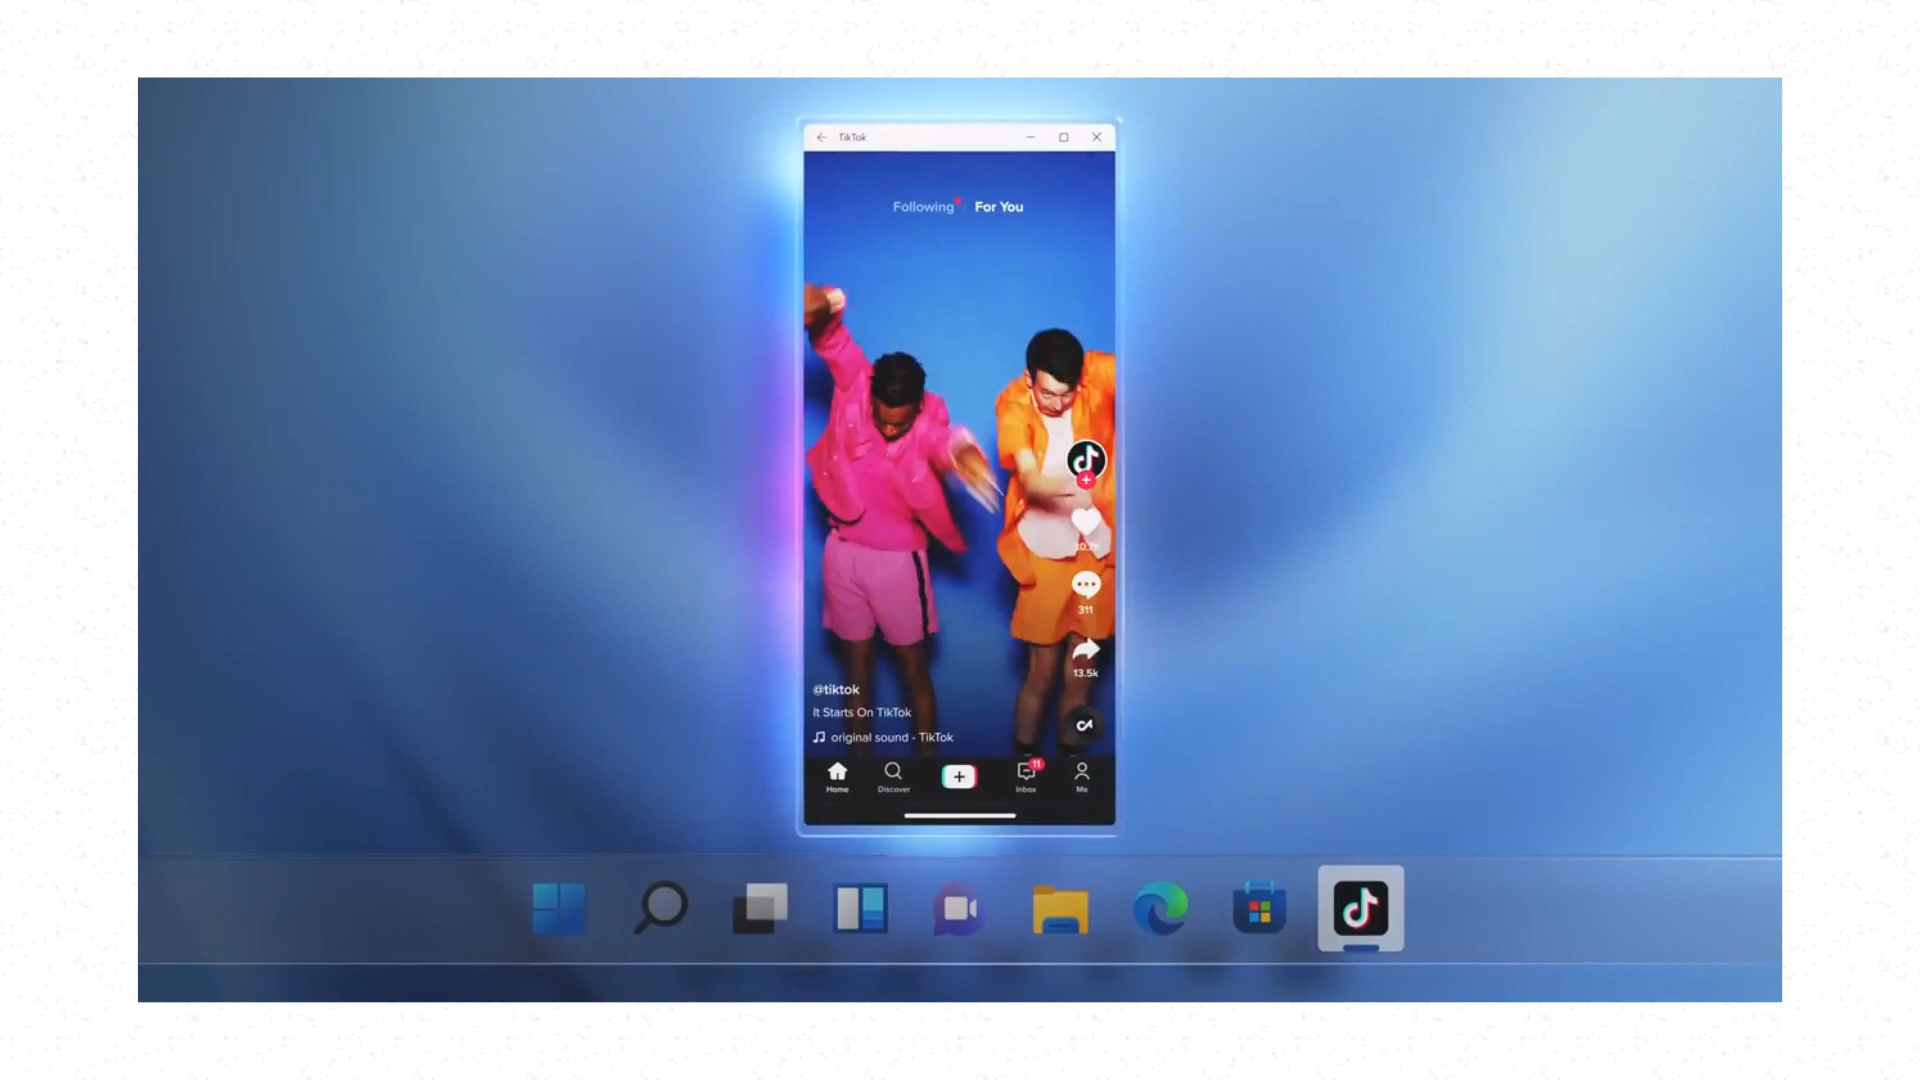 TikTok
Following For You
311
13.5k
@tiktok
It Starts On TikTok
original sound - TikTok
11
Home Discover Inbox Me